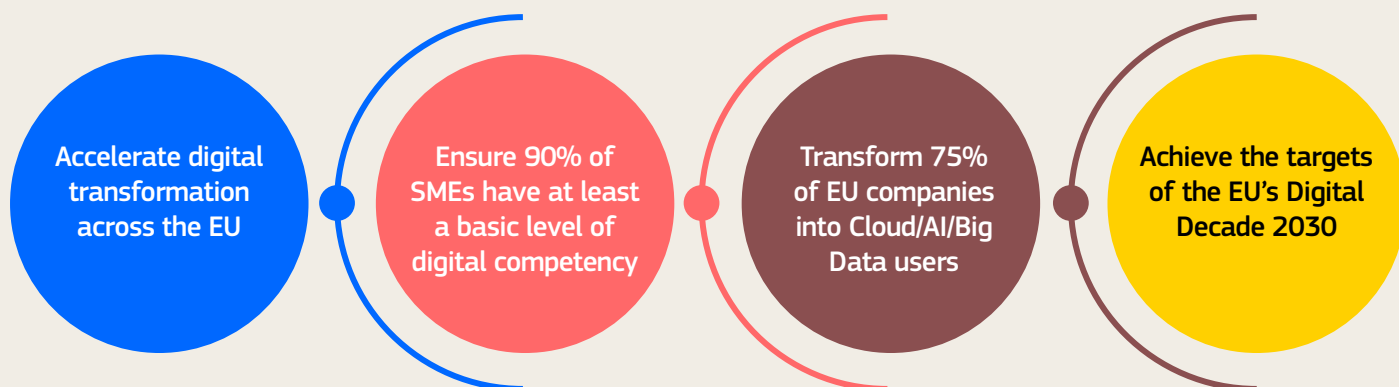 Accelerate digital
transformation
across the EU
Ensure 90% of
SMEs have at least
a basic level of
digital competency
Transform 75%
of EU companies
into Cloud/AI/Big
Data users
Achieve the targets
of the EU's Digital
Decade 2030